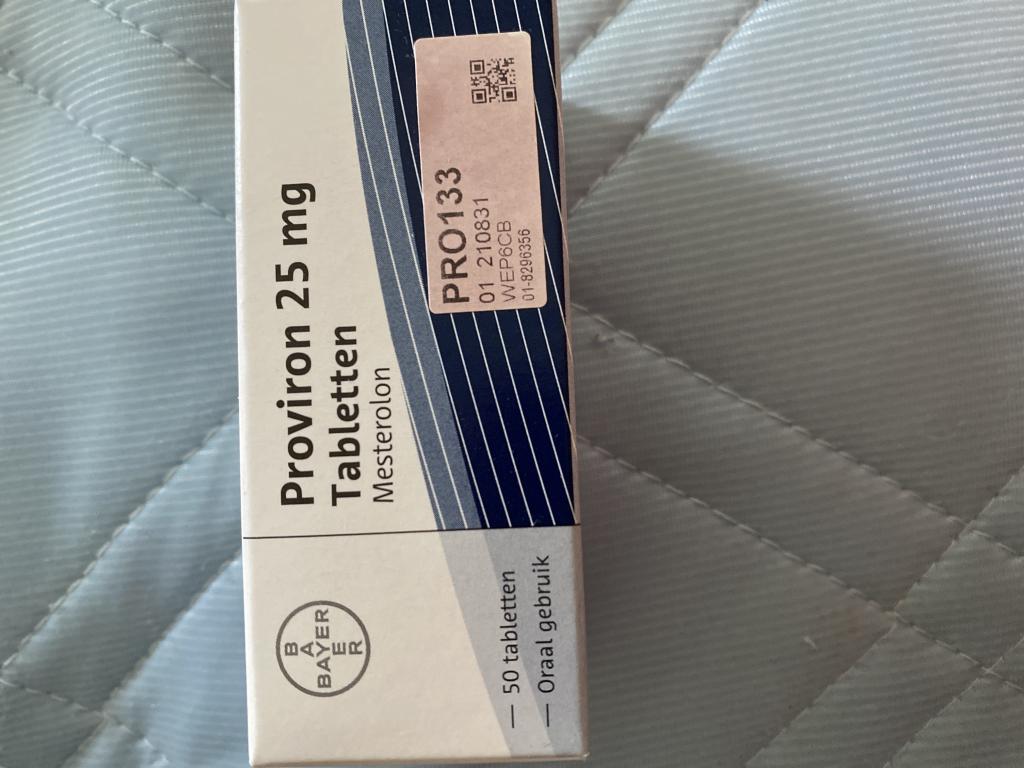 Proviron 25 mg
Tabletten
Mesterolon
PRO133
01 210831
WEP6CB
01-8296356
B
A
BAYER
E
R
— 50 tabletten
— Oraal gebruik